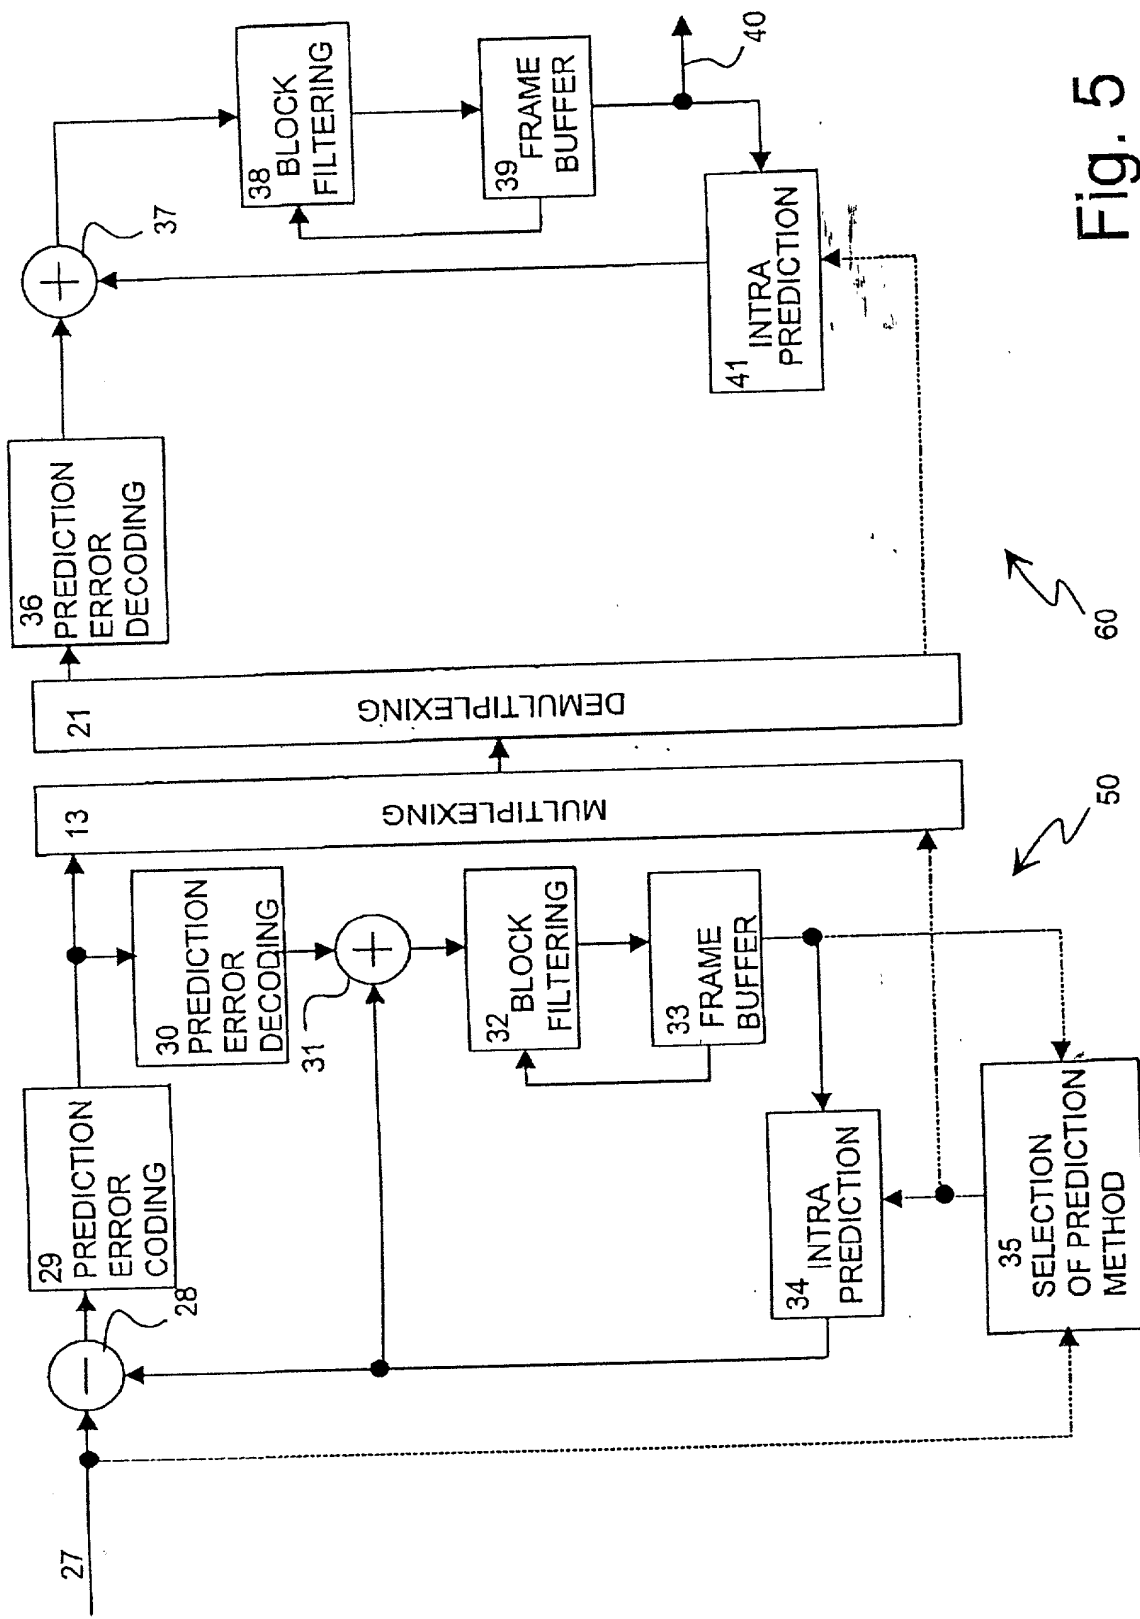 27
28
29
PREDICTION
ERROR
CODING
30
PREDICTION
ERROR
DECODING
31
32
BLOCK
FILTERING
33
FRAME
BUFFER
34
INTRA
PREDICTION
35
SELECTION
OF PREDICTION
METHOD
13
MULTIPLEXING
50
21
DEMULTIPLEXING
60
36
PREDICTION
ERROR
DECODING
37
38
BLOCK
FILTERING
39
FRAME
BUFFER
40
41
INTRA
PREDICTION
Fig. 5